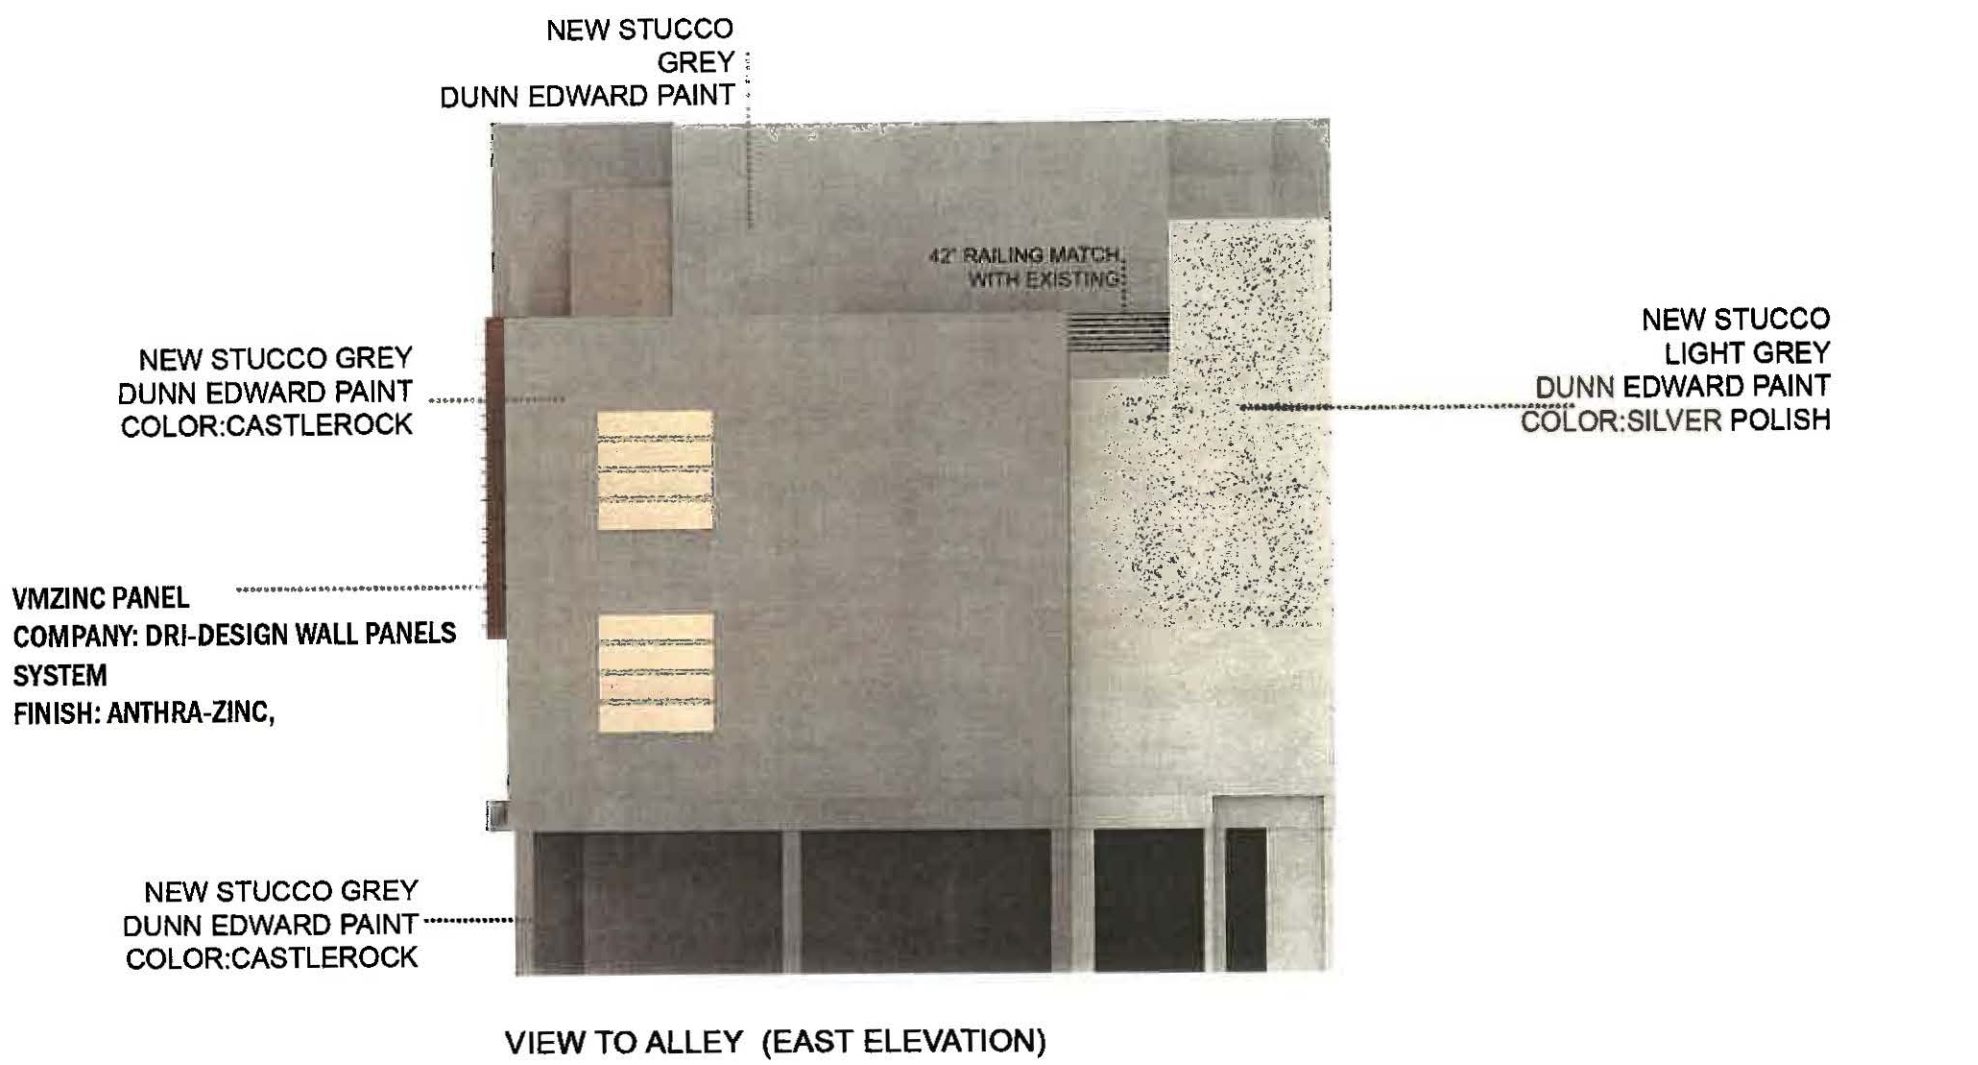 NEW STUCCO
GREY
DUNN EDWARD PAINT
42" RAILING MATCH
WITH EXISTING
NEW STUCCO
LIGHT GREY
DUNN EDWARD PAINT
COLOR:SILVER POLISH
NEW STUCCO GREY
DUNN EDWARD PAINT
COLOR:CASTLEROCK
VMZINC PANEL
COMPANY: DRI-DESIGN WALL PANELS
SYSTEM
FINISH: ANTHRA-ZINC,
NEW STUCCO GREY
DUNN EDWARD PAINT
COLOR:CASTLEROCK
VIEW TO ALLEY (EAST ELEVATION)